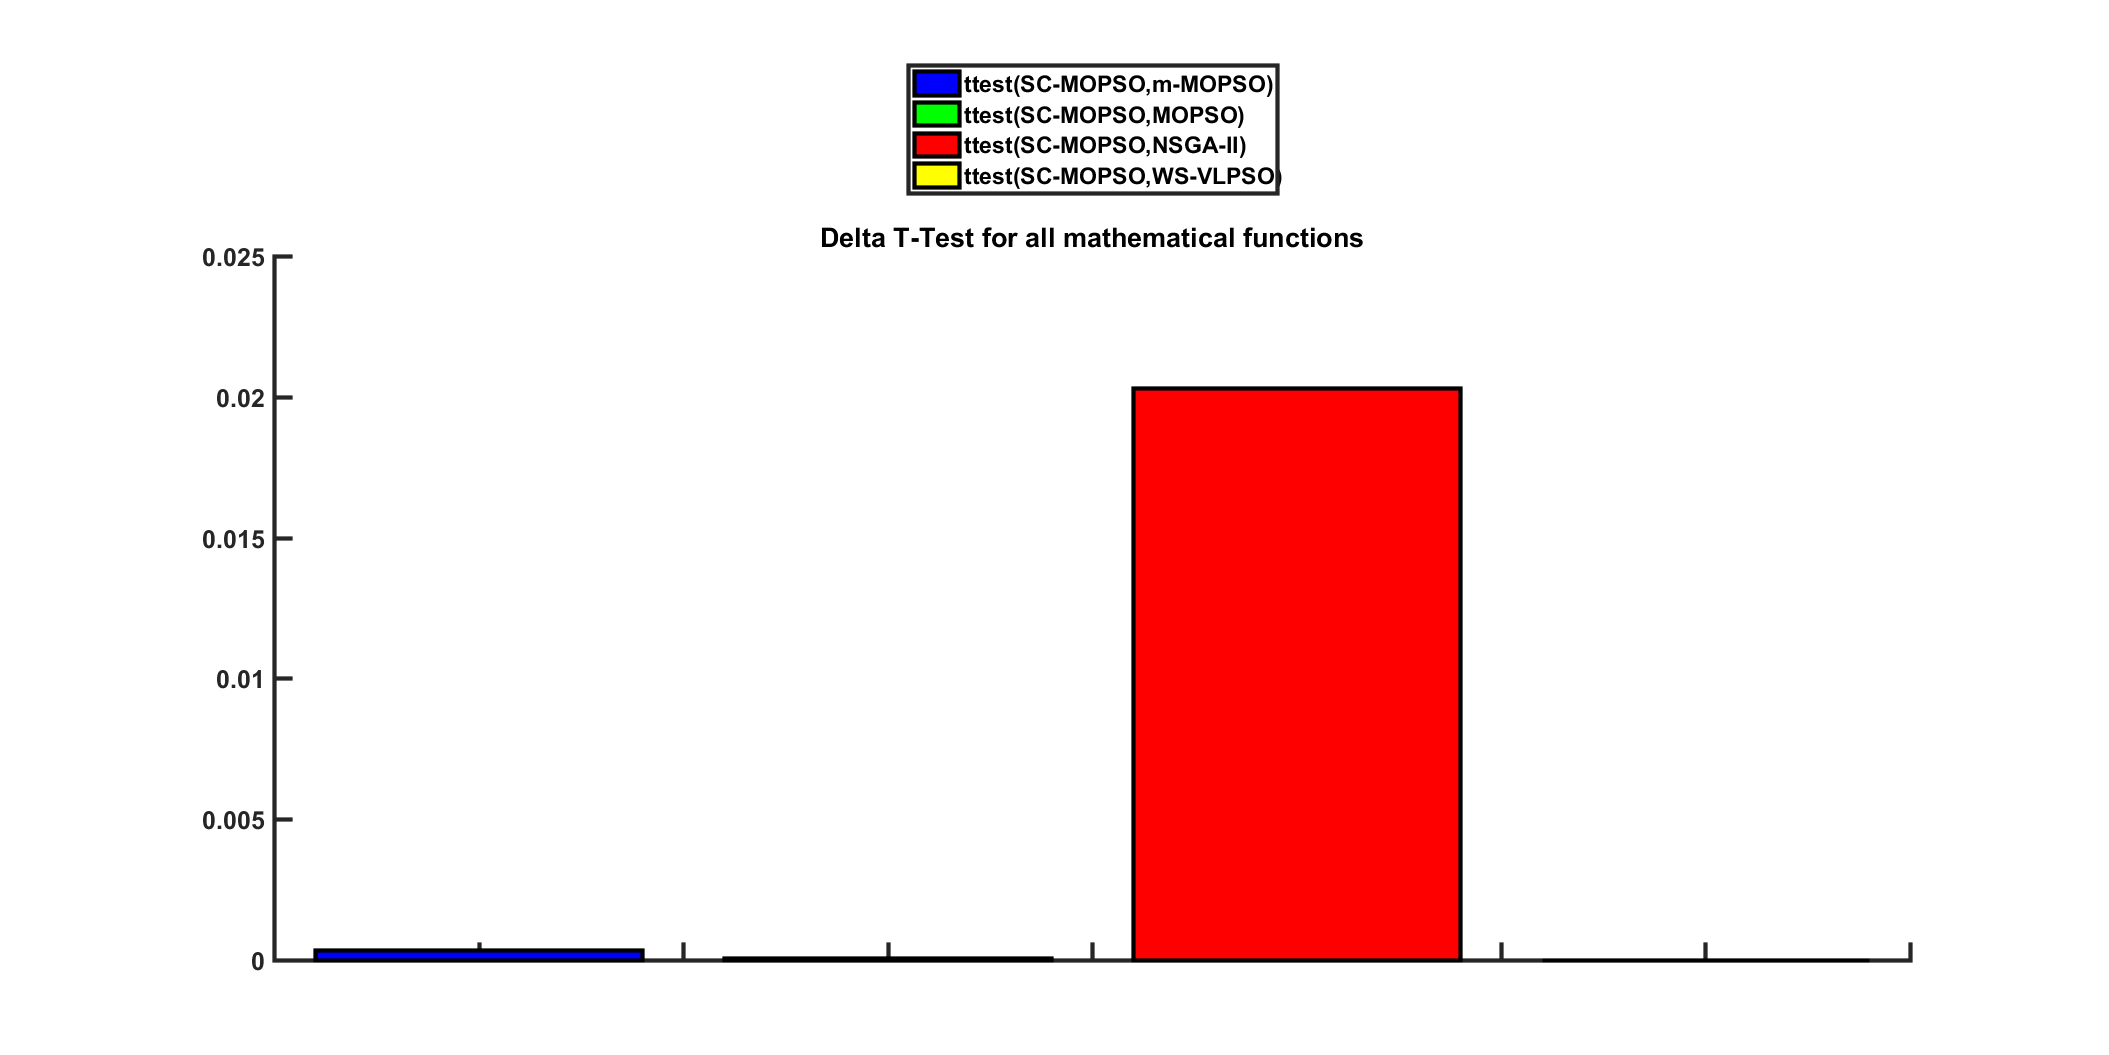 ttest(SC-MOPSO,m-MOPSO)
ttest(SC-MOPSO,MOPSO)
ttest(SC-MOPSO,NSGA-II)
ttest(SC-MOPSO,WS-VLPSO)
Delta T-Test for all mathematical functions
0.025
0.02
0.015
0.01
0.005
0